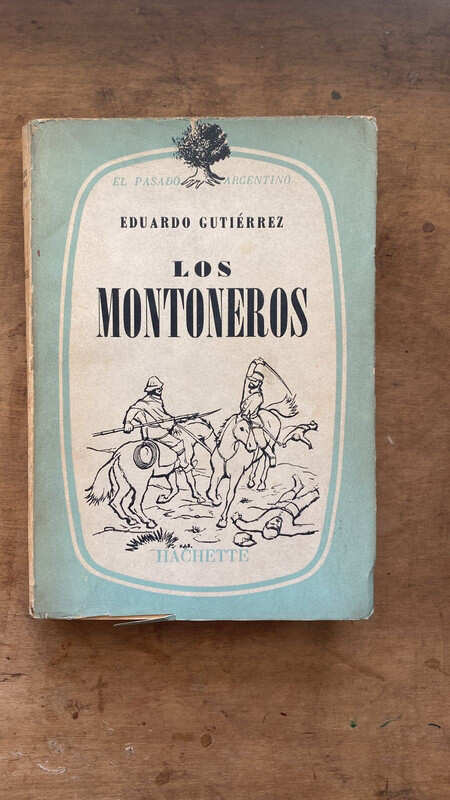 EL PASADO ARGENTINO
EDUARDO GUTIÉRREZ
LOS
MONTONEROS
HACHETTE